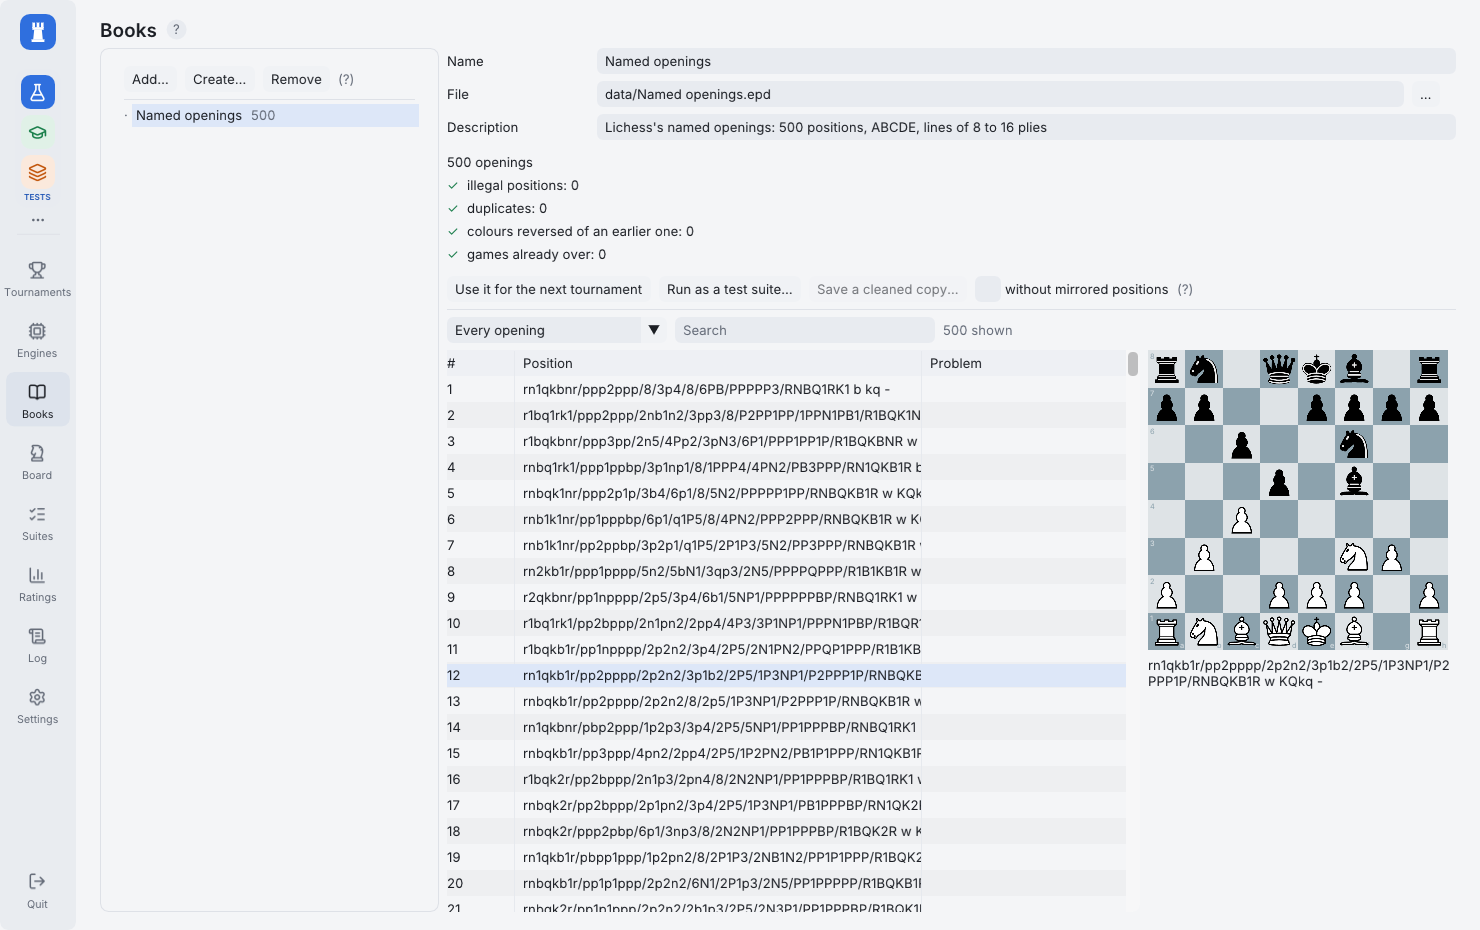 Books ?
Add... Create... Remove (?)
Named openings 500
TESTS
...
Tournaments
Engines
Books
Board
Suites
Ratings
Log
Settings
Quit
Name Named openings
File data/Named openings.epd ...
Description Lichess's named openings: 500 positions, ABCDE, lines of 8 to 16 plies
500 openings
illegal positions: 0
duplicates: 0
colours reversed of an earlier one: 0
games already over: 0
Use it for the next tournament Run as a test suite... Save a cleaned copy... without mirrored positions (?)
Every opening Search 500 shown
# Position Problem
1 rn1qkbnr/ppp2ppp/8/3p4/8/6PB/PPPPP3/RNBQ1RK1 b kq -
2 r1bq1rk1/ppp2ppp/2nb1n2/3pp3/8/P2PP1PP/1PPN1PB1/R1BQK1N
3 r1bqkbnr/ppp3pp/2n5/4Pp2/3pN3/6P1/PPP1PP1P/R1BQKBNR w
4 rnbq1rk1/ppp1ppbp/3p1np1/8/1PPP4/4PN2/PB3PPP/RN1QKB1R b
5 rnbqk1nr/ppp2p1p/3b4/6p1/8/5N2/PPPPP1PP/RNBQKB1R w KQk
6 rnb1k1nr/pp1pppbp/6p1/q1P5/8/4PN2/PPP2PPP/RNBQKB1R w K
7 rnb1k1nr/pp2ppbp/3p2p1/q1P5/2P1P3/5N2/PP3PPP/RNBQKB1R
8 rn2kb1r/ppp1pppp/5n2/5bN1/3qp3/2N5/PPPPQPPP/R1B1KB1R w
9 r2qkbnr/pp1npppp/2p5/3p4/6b1/5NP1/PPPPPPBP/RNBQ1RK1 w
10 r1bq1rk1/pp2bppp/2n1pn2/2pp4/4P3/3P1NP1/PPPN1PBP/R1BQR1
11 r1bqkb1r/pp1npppp/2p2n2/3p4/2P5/2N1PN2/PPQP1PPP/R1B1KB
12 rn1qkb1r/pp2pppp/2p2n2/3p1b2/2P5/1P3NP1/P2PPP1P/RNBQKB
13 rnbqkb1r/pp2pppp/2p2n2/8/2p5/1P3NP1/P2PPP1P/RNBQKB1R w
14 rn1qkbnr/pbp2ppp/1p2p3/3p4/2P5/5NP1/PP1PPPBP/RNBQ1RK1
15 rnbqkb1r/pp3ppp/4pn2/2pp4/2P5/1P2PN2/PB1P1PPP/RN1QKB1R
16 r1bqk2r/pp2bppp/2n1p3/2pn4/8/2N2NP1/PP1PPPBP/R1BQ1RK1 w
17 rnbqk2r/pp2bppp/2p1pn2/3p4/2P5/1P3NP1/PB1PPPBP/RN1QK2
18 rnbqk2r/ppp2pbp/6p1/3np3/8/2N2NP1/PP1PPPBP/R1BQK2R w K
19 rn1qkb1r/pbpp1ppp/1p2pn2/8/2P1P3/2NB1N2/PP1P1PPP/R1BQK2
20 rnbqkb1r/pp1p1ppp/2p2n2/6N1/2P1p3/2N5/PP1PPPPP/R1BQKB1
21 rnbqk2r/pp1p1ppp/2p2n2/2b1p3/2P5/2N3P1/PP1PPPBP/R1BQK1
rn1qkb1r/pp2pppp/2p2n2/3p1b2/2P5/1P3NP1/P2
PPP1P/RNBQKB1R w KQkq -